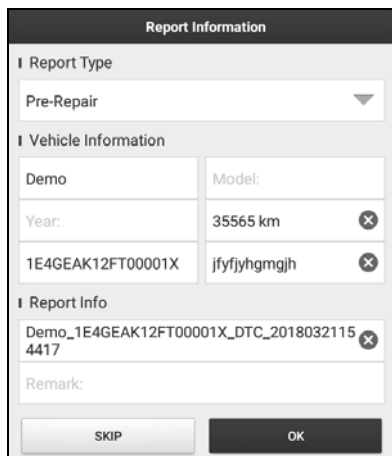 Report Information
Report Type
Pre-Repair
Vehicle Information
Demo
Model:
Year:
35565 km
1E4GEAK12FT00001X
jfyfjyhgmgjh
Report Info
Demo_1E4GEAK12FT00001X_DTC_2018032115
4417
Remark:
SKIP
OK